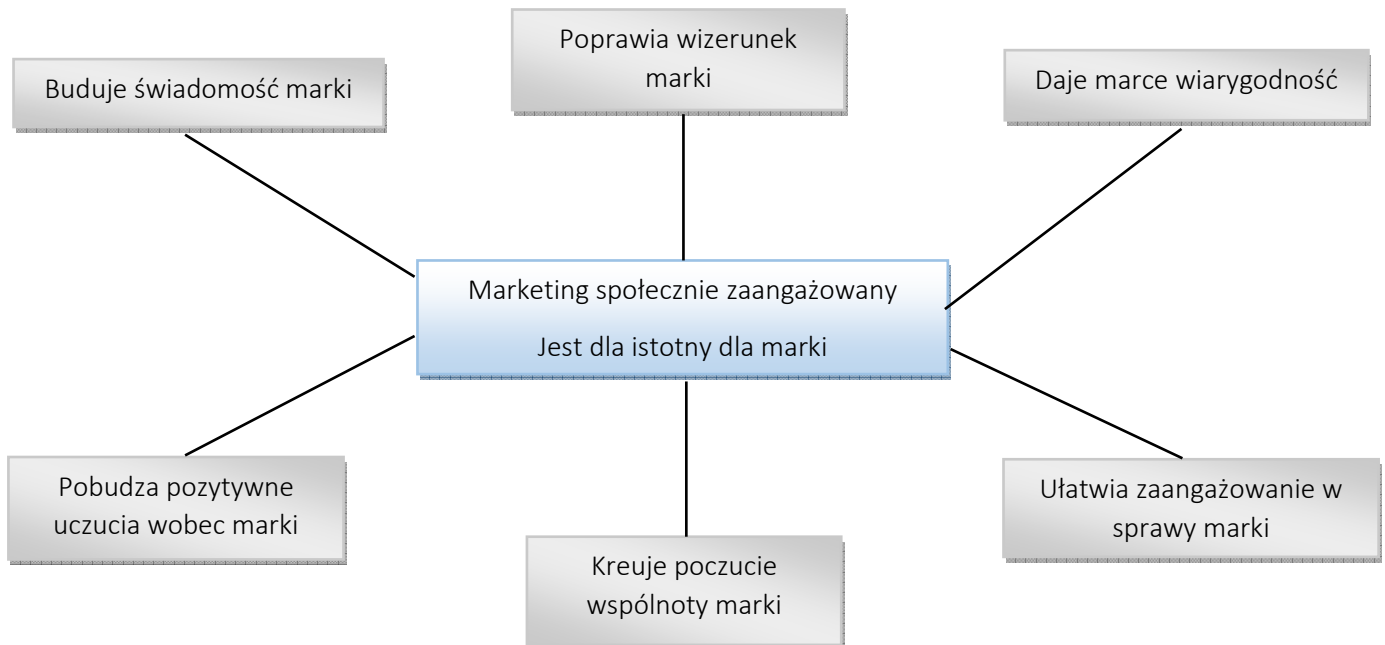 Poprawia wizerunek
marki
Buduje świadomość marki
Daje marce wiarygodność
Marketing społecznie zaangażowany
Jest dla istotny dla marki
Pobudza pozytywne
uczucia wobec marki
Ułatwia zaangażowanie w
sprawy marki
Kreuje poczucie
wspólnoty marki